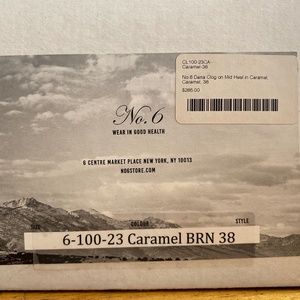 CL100-23CA-
Caramel-38
No.6 Dana Clog on Mid Heel in Caramel,
Caramel, 38
$285.00
No. 6
WEAR IN GOOD HEALTH
6 CENTRE MARKET PLACE NEW YORK, NY 10013
NO6STORE.COM
SIZE COLOUR STYLE
6-100-23 Caramel BRN 38